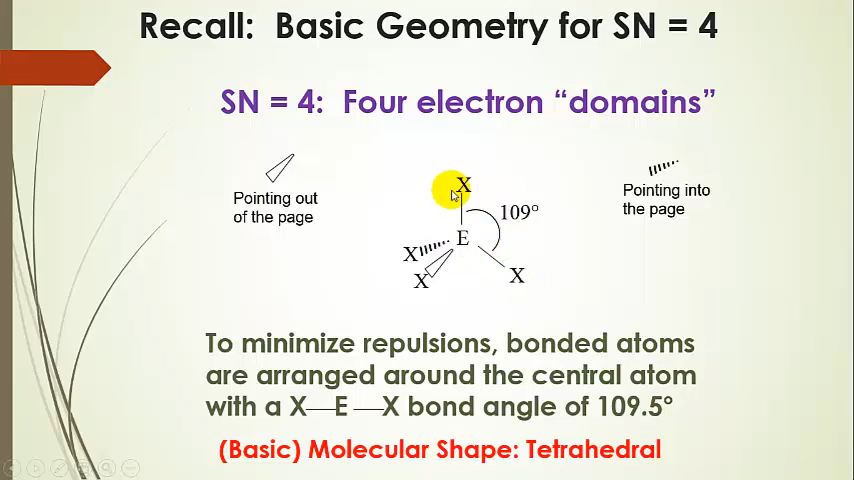 Recall: Basic Geometry for SN = 4
SN = 4: Four electron “domains”
Pointing out
of the page
X
109°
E
X
X
X
Pointing into
the page
To minimize repulsions, bonded atoms
are arranged around the central atom
with a X—E —X bond angle of 109.5°
(Basic) Molecular Shape: Tetrahedral